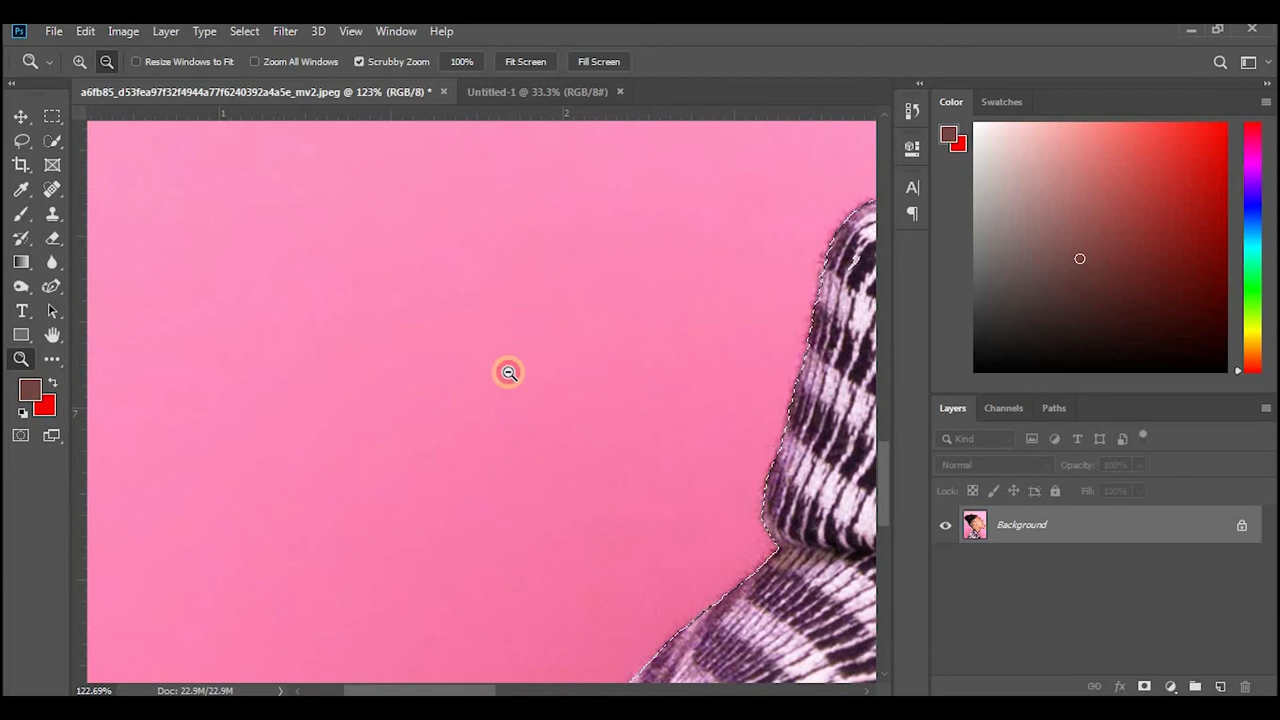 Ps File Edit Image Layer Type Select Filter 3D View Window Help
Resize Windows to Fit Zoom All Windows Scrubby Zoom 100% Fit Screen Fill Screen
a6fb85_d53fea97f32f4944a77f6240392a4a5e_mv2.jpeg @ 123% (RGB/8) * × Untitled-1 @ 33.3% (RGB/8#) ×
Color Swatches
1 2
7
Layers Channels Paths
Kind
Normal Opacity: 100%
Lock: Fill: 100%
Background
122.69% Doc: 22.9M/22.9M